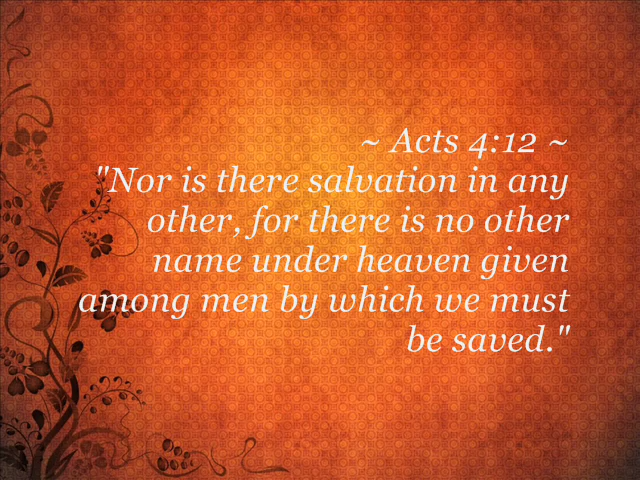 ~ Acts 4:12 ~
"Nor is there salvation in any
other, for there is no other
name under heaven given
among men by which we must
be saved."